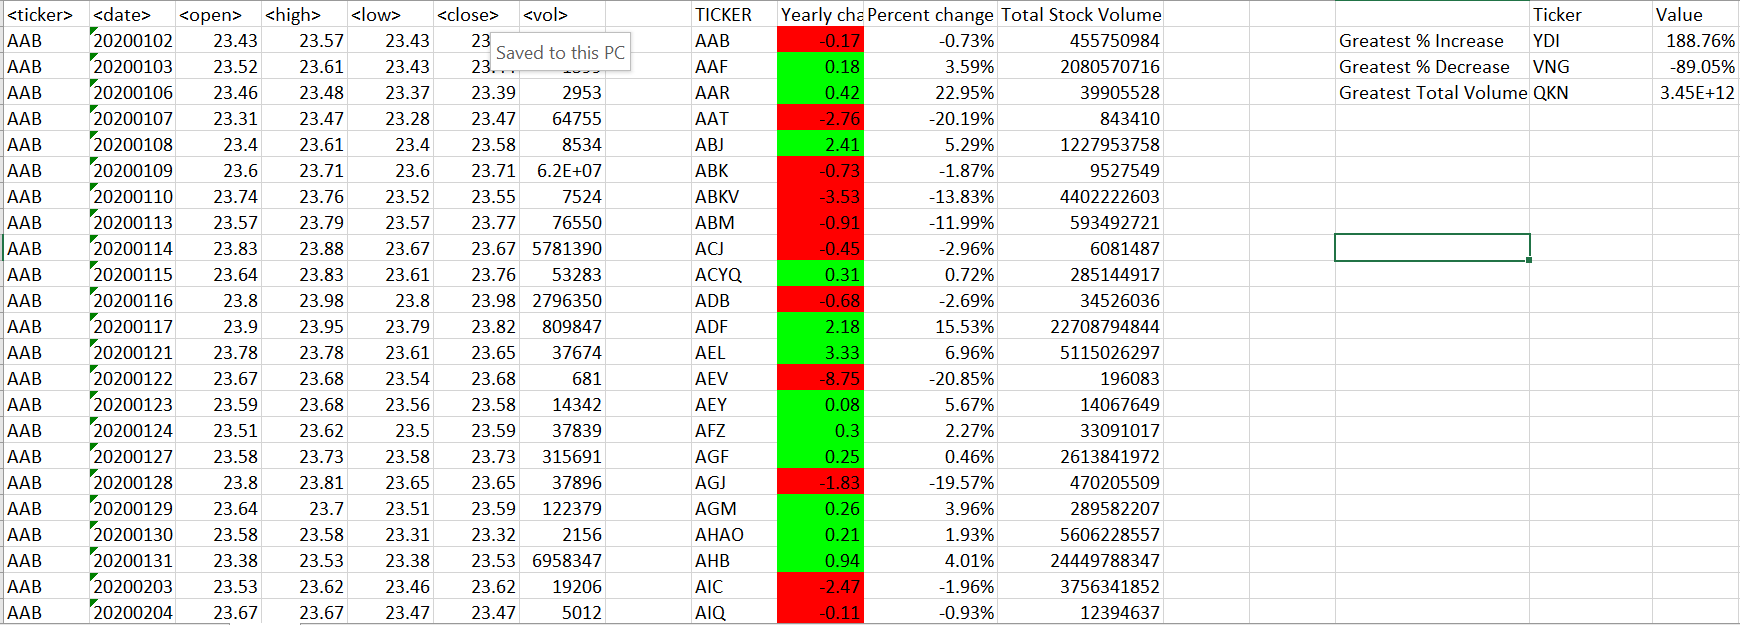 <ticker> <date> <open> <high> <low> <close> <vol> TICKER Yearly cha Percent change Total Stock Volume Ticker Value
AAB 20200102 23.43 23.57 23.43 23 AAB -0.17 -0.73% 455750984 Greatest % Increase YDI 188.76%
Saved to this PC
AAB 20200103 23.52 23.61 23.43 AAF 0.18 3.59% 2080570716 Greatest % Decrease VNG -89.05%
AAB 20200106 23.46 23.48 23.37 23.39 2953 AAR 0.42 22.95% 39905528 Greatest Total Volume QKN 3.45E+12
AAB 20200107 23.31 23.47 23.28 23.47 64755 AAT -2.76 -20.19% 843410
AAB 20200108 23.4 23.61 23.4 23.58 8534 ABJ 2.41 5.29% 1227953758
AAB 20200109 23.6 23.71 23.6 23.71 6.2E+07 ABK -0.73 -1.87% 9527549
AAB 20200110 23.74 23.76 23.52 23.55 7524 ABKV -3.53 -13.83% 4402222603
AAB 20200113 23.57 23.79 23.57 23.77 76550 ABM -0.91 -11.99% 593492721
AAB 20200114 23.83 23.88 23.67 23.67 5781390 ACJ -0.45 -2.96% 6081487
AAB 20200115 23.64 23.83 23.61 23.76 53283 ACYQ 0.31 0.72% 285144917
AAB 20200116 23.8 23.98 23.8 23.98 2796350 ADB -0.68 -2.69% 34526036
AAB 20200117 23.9 23.95 23.79 23.82 809847 ADF 2.18 15.53% 22708794844
AAB 20200121 23.78 23.78 23.61 23.65 37674 AEL 3.33 6.96% 5115026297
AAB 20200122 23.67 23.68 23.54 23.68 681 AEV -8.75 -20.85% 196083
AAB 20200123 23.59 23.68 23.56 23.58 14342 AEY 0.08 5.67% 14067649
AAB 20200124 23.51 23.62 23.5 23.59 37839 AFZ 0.3 2.27% 33091017
AAB 20200127 23.58 23.73 23.58 23.73 315691 AGF 0.25 0.46% 2613841972
AAB 20200128 23.8 23.81 23.65 23.65 37896 AGJ -1.83 -19.57% 470205509
AAB 20200129 23.64 23.7 23.51 23.59 122379 AGM 0.26 3.96% 289582207
AAB 20200130 23.58 23.58 23.31 23.32 2156 AHAO 0.21 1.93% 5606228557
AAB 20200131 23.38 23.53 23.38 23.53 6958347 AHB 0.94 4.01% 24449788347
AAB 20200203 23.53 23.62 23.46 23.62 19206 AIC -2.47 -1.96% 3756341852
AAB 20200204 23.67 23.67 23.47 23.47 5012 AIQ -0.11 -0.93% 12394637